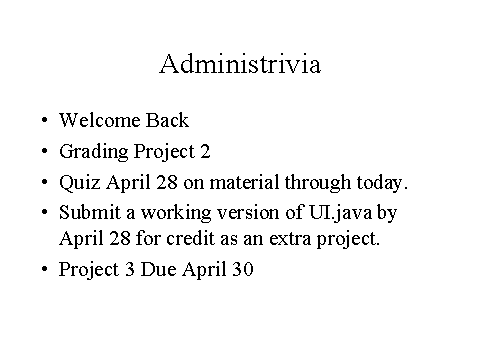 Administrivia
• Welcome Back
• Grading Project 2
• Quiz April 28 on material through today.
• Submit a working version of UI.java by
April 28 for credit as an extra project.
• Project 3 Due April 30